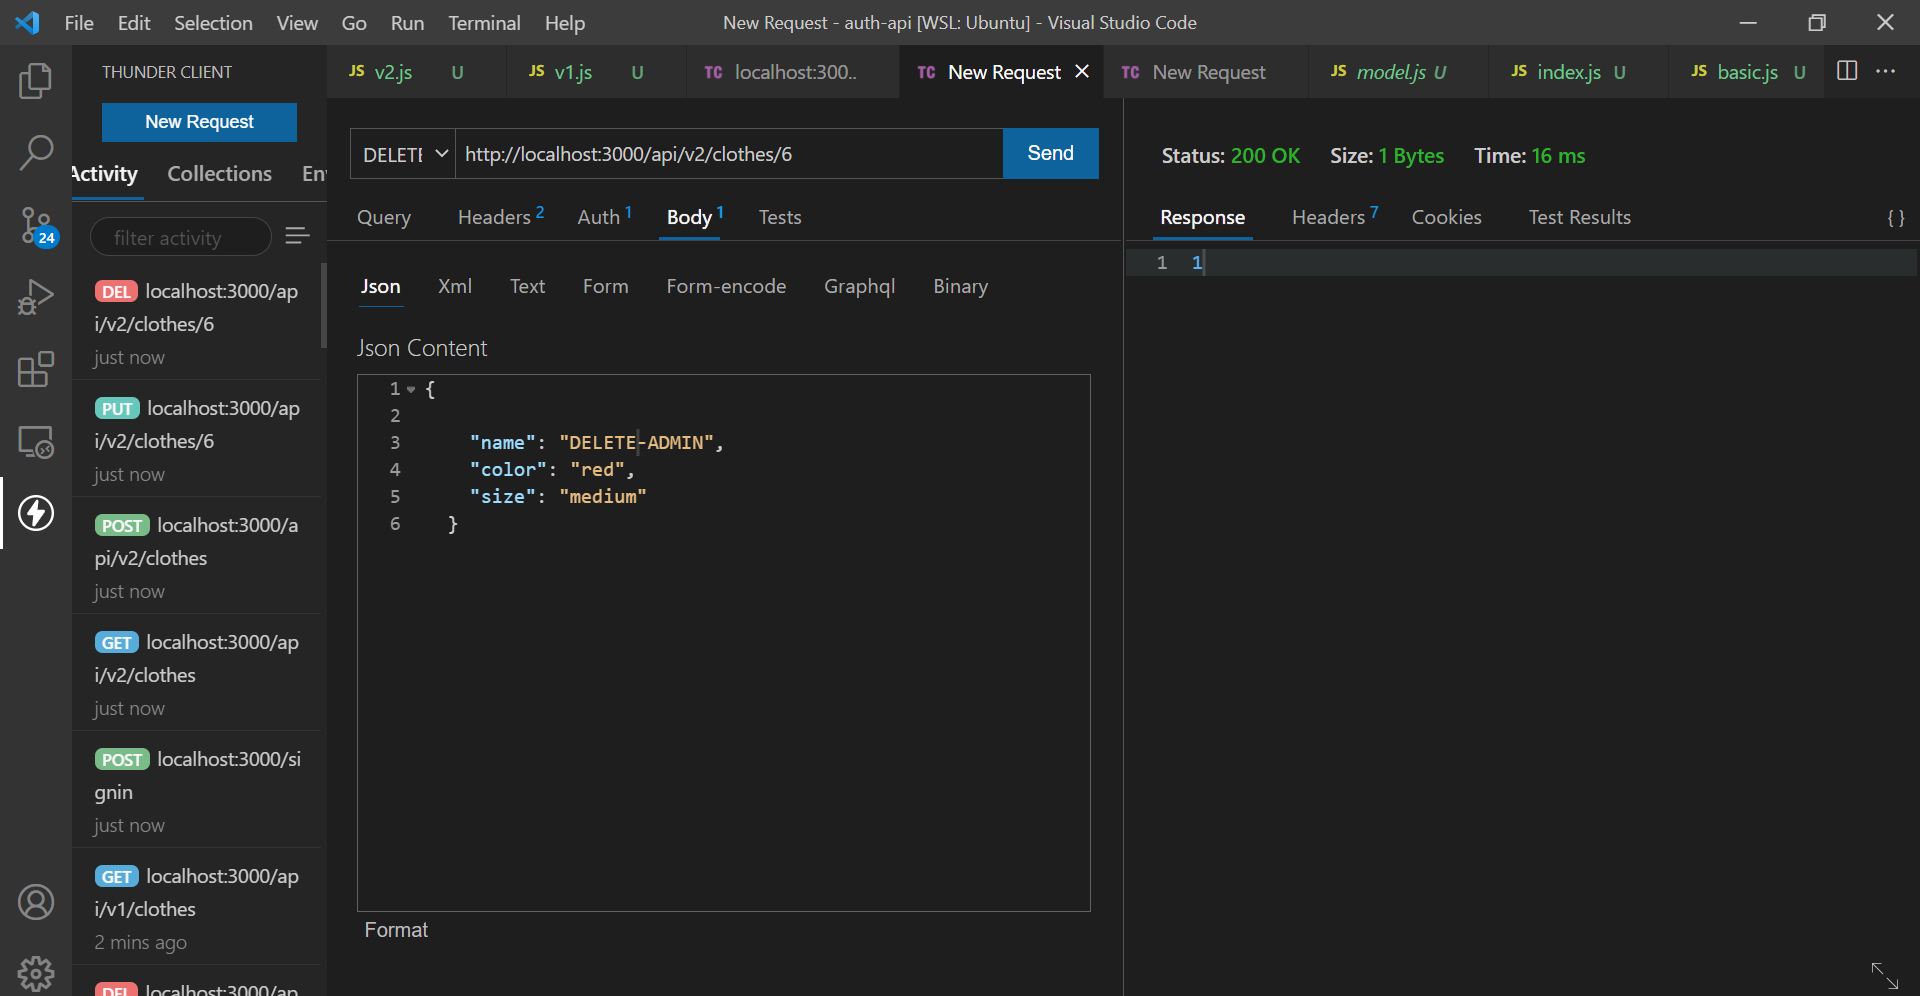 File Edit Selection View Go Run Terminal Help
New Request - auth-api [WSL: Ubuntu] - Visual Studio Code
THUNDER CLIENT
New Request
Activity Collections En
filter activity
24
DEL localhost:3000/ap
i/v2/clothes/6
just now
PUT localhost:3000/ap
i/v2/clothes/6
just now
POST localhost:3000/a
pi/v2/clothes
just now
GET localhost:3000/ap
i/v2/clothes
just now
POST localhost:3000/si
gnin
just now
GET localhost:3000/ap
i/v1/clothes
2 mins ago
DEL localhost:3000/ap
JS v2.js U JS v1.js U TC localhost:300.. TC New Request TC New Request JS model.js U JS index.js U JS basic.js U
DELETE http://localhost:3000/api/v2/clothes/6 Send
Query Headers 2 Auth 1 Body 1 Tests
Json Xml Text Form Form-encode Graphql Binary
Json Content
1 {
2
3 "name": "DELETE-ADMIN",
4 "color": "red",
5 "size": "medium"
6 }
Format
Status: 200 OK Size: 1 Bytes Time: 16 ms
Response Headers 7 Cookies Test Results { }
1 1